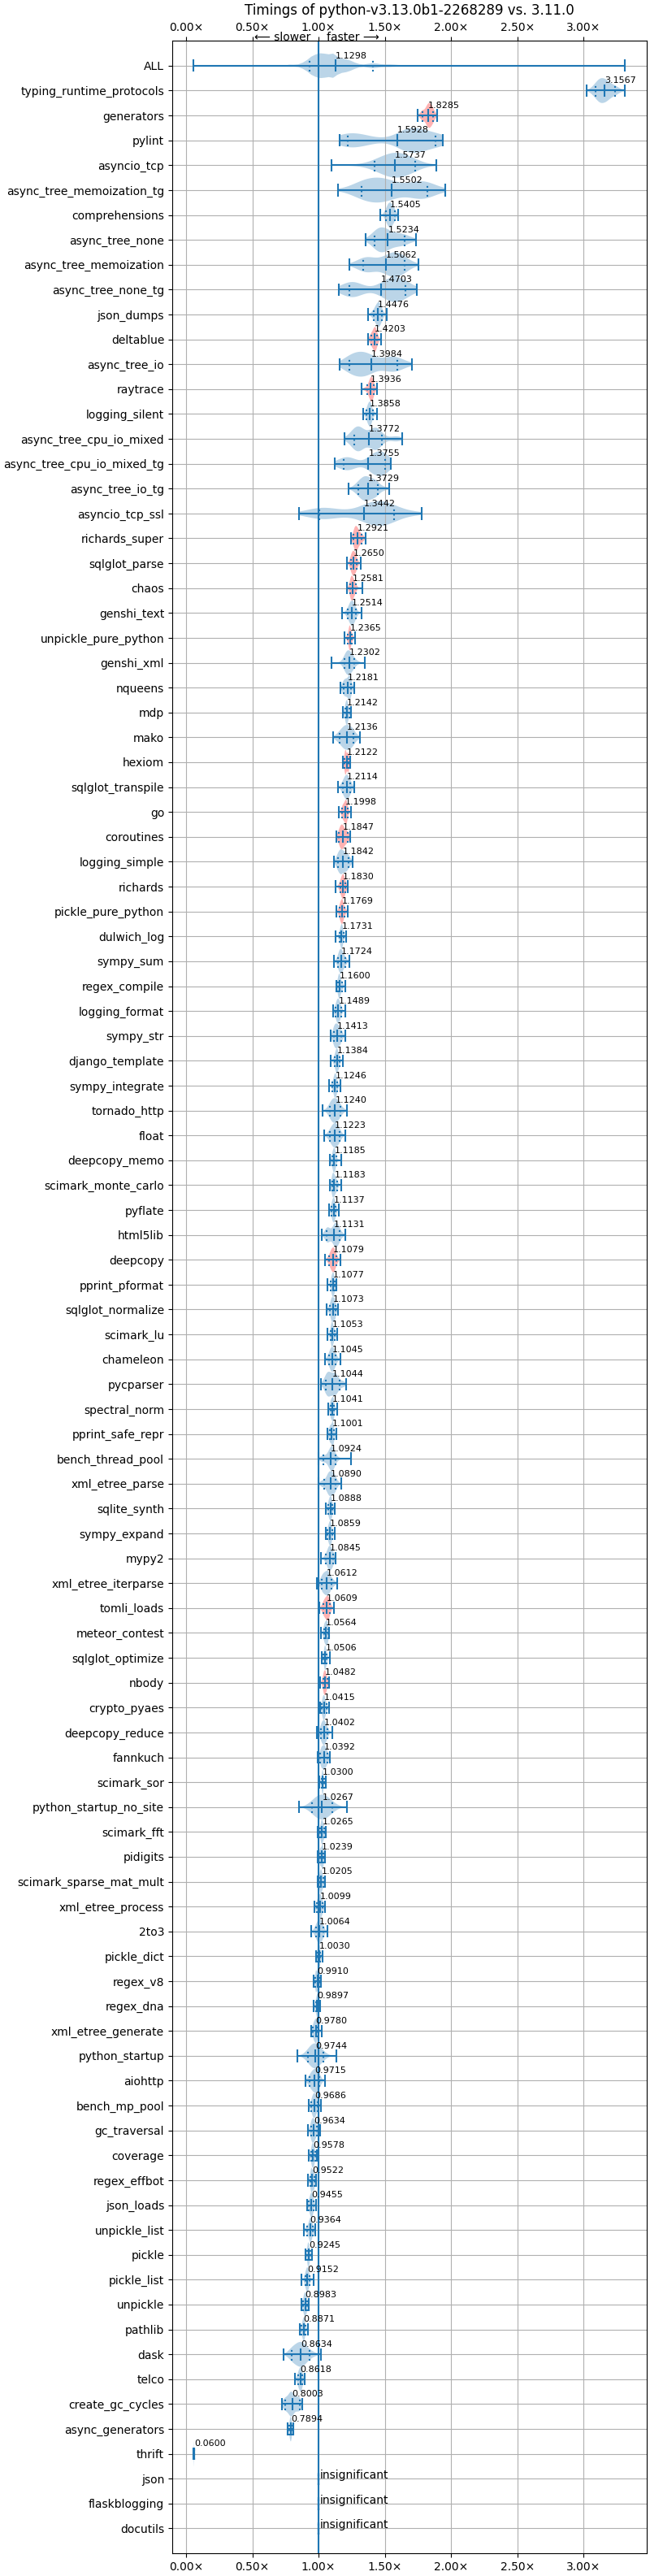 Timings of python-v3.13.0b1-2268289 vs. 3.11.0
0.00× 0.50× 1.00× 1.50× 2.00× 2.50× 3.00×
⟵ slower faster ⟶
ALL 1.1298
typing_runtime_protocols 3.1567
generators 1.8285
pylint 1.5928
asyncio_tcp 1.5737
async_tree_memoization_tg 1.5502
comprehensions 1.5405
async_tree_none 1.5234
async_tree_memoization 1.5062
async_tree_none_tg 1.4703
json_dumps 1.4476
deltablue 1.4203
async_tree_io 1.3984
raytrace 1.3936
logging_silent 1.3858
async_tree_cpu_io_mixed 1.3772
async_tree_cpu_io_mixed_tg 1.3755
async_tree_io_tg 1.3729
asyncio_tcp_ssl 1.3442
richards_super 1.2921
sqlglot_parse 1.2650
chaos 1.2581
genshi_text 1.2514
unpickle_pure_python 1.2365
genshi_xml 1.2302
nqueens 1.2181
mdp 1.2142
mako 1.2136
hexiom 1.2122
sqlglot_transpile 1.2114
go 1.1998
coroutines 1.1847
logging_simple 1.1842
richards 1.1830
pickle_pure_python 1.1769
dulwich_log 1.1731
sympy_sum 1.1724
regex_compile 1.1600
logging_format 1.1489
sympy_str 1.1413
django_template 1.1384
sympy_integrate 1.1246
tornado_http 1.1240
float 1.1223
deepcopy_memo 1.1185
scimark_monte_carlo 1.1183
pyflate 1.1137
html5lib 1.1131
deepcopy 1.1079
pprint_pformat 1.1077
sqlglot_normalize 1.1073
scimark_lu 1.1053
chameleon 1.1045
pycparser 1.1044
spectral_norm 1.1041
pprint_safe_repr 1.1001
bench_thread_pool 1.0924
xml_etree_parse 1.0890
sqlite_synth 1.0888
sympy_expand 1.0859
mypy2 1.0845
xml_etree_iterparse 1.0612
tomli_loads 1.0609
meteor_contest 1.0564
sqlglot_optimize 1.0506
nbody 1.0482
crypto_pyaes 1.0415
deepcopy_reduce 1.0402
fannkuch 1.0392
scimark_sor 1.0300
python_startup_no_site 1.0267
scimark_fft 1.0265
pidigits 1.0239
scimark_sparse_mat_mult 1.0205
xml_etree_process 1.0099
2to3 1.0064
pickle_dict 1.0030
regex_v8 0.9910
regex_dna 0.9897
xml_etree_generate 0.9780
python_startup 0.9744
aiohttp 0.9715
bench_mp_pool 0.9686
gc_traversal 0.9634
coverage 0.9578
regex_effbot 0.9522
json_loads 0.9455
unpickle_list 0.9364
pickle 0.9245
pickle_list 0.9152
unpickle 0.8983
pathlib 0.8871
dask 0.8634
telco 0.8618
create_gc_cycles 0.8003
async_generators 0.7894
thrift 0.0600
json insignificant
flaskblogging insignificant
docutils insignificant
0.00× 0.50× 1.00× 1.50× 2.00× 2.50× 3.00×